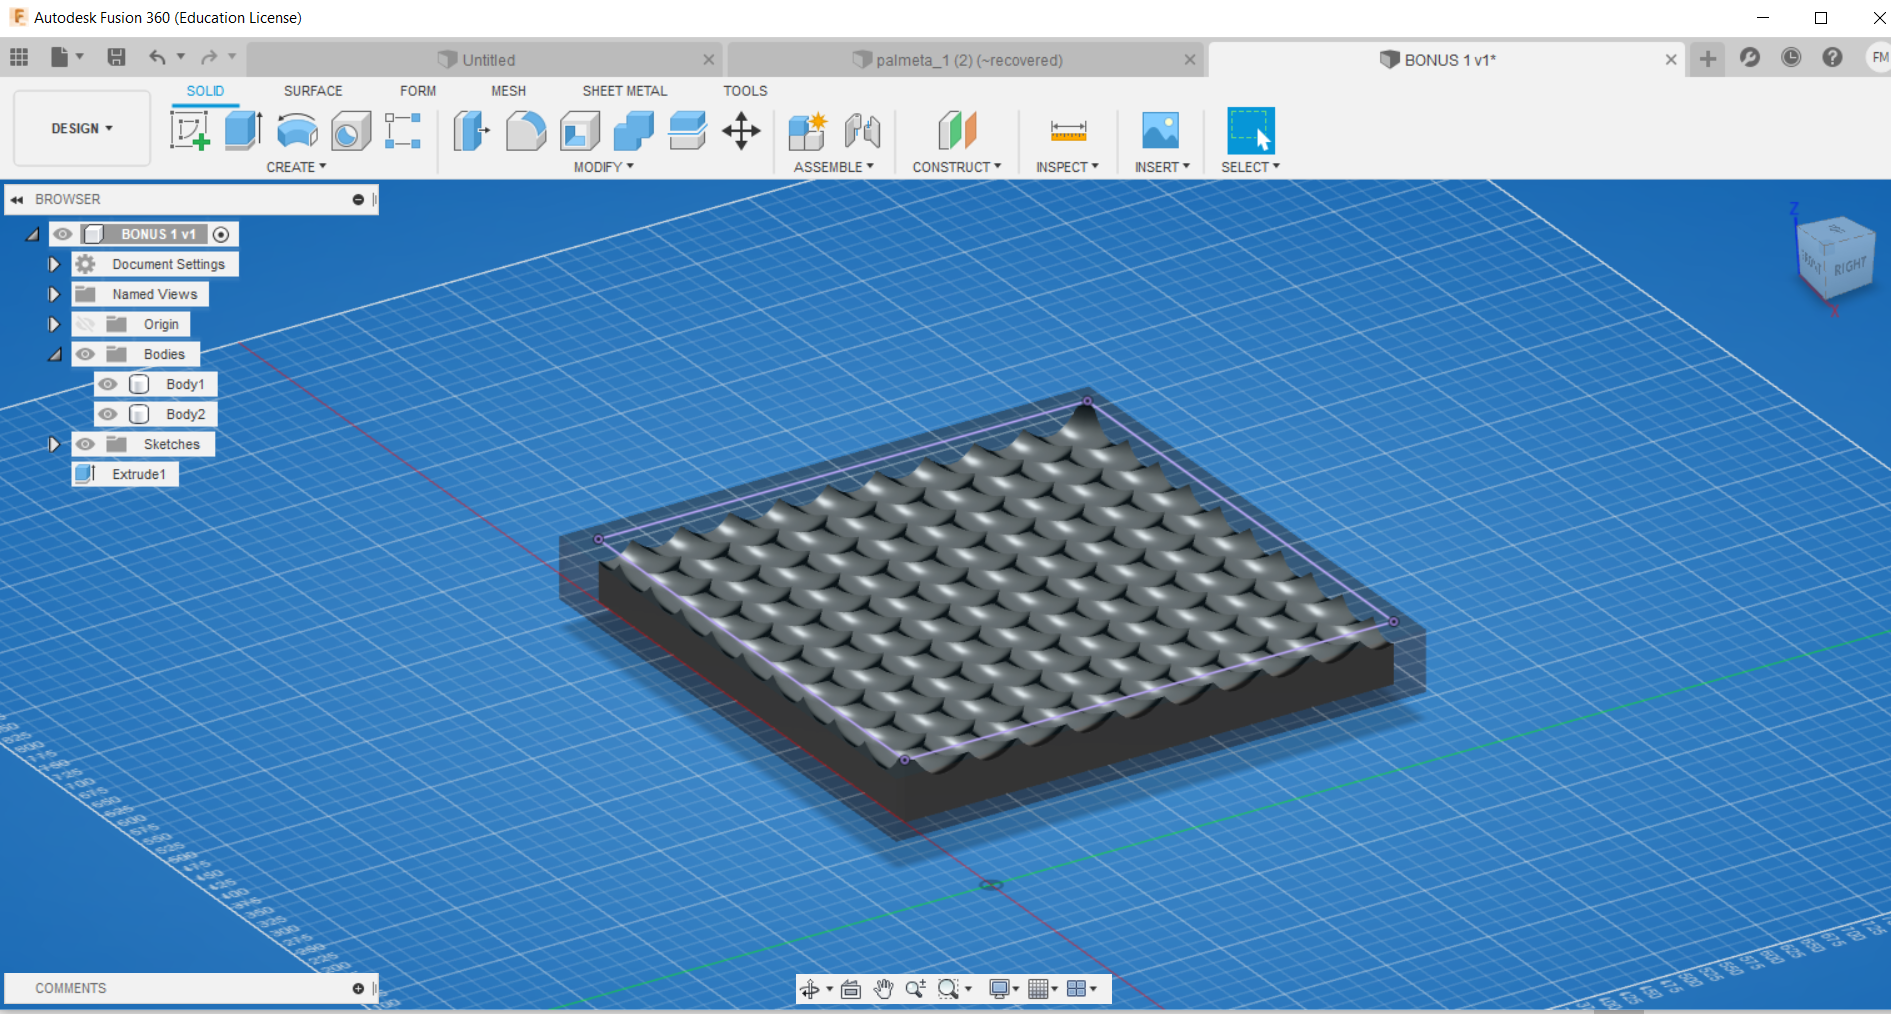 Autodesk Fusion 360 (Education License)
Untitled
palmeta_1 (2) (~recovered)
BONUS 1 v1*
FM
DESIGN
SOLID
SURFACE
FORM
MESH
SHEET METAL
TOOLS
CREATE
MODIFY
ASSEMBLE
CONSTRUCT
INSPECT
INSERT
SELECT
BROWSER
BONUS 1 v1
Document Settings
Named Views
Origin
Bodies
Body1
Body2
Sketches
Extrude1
Z
RIGHT
X
COMMENTS